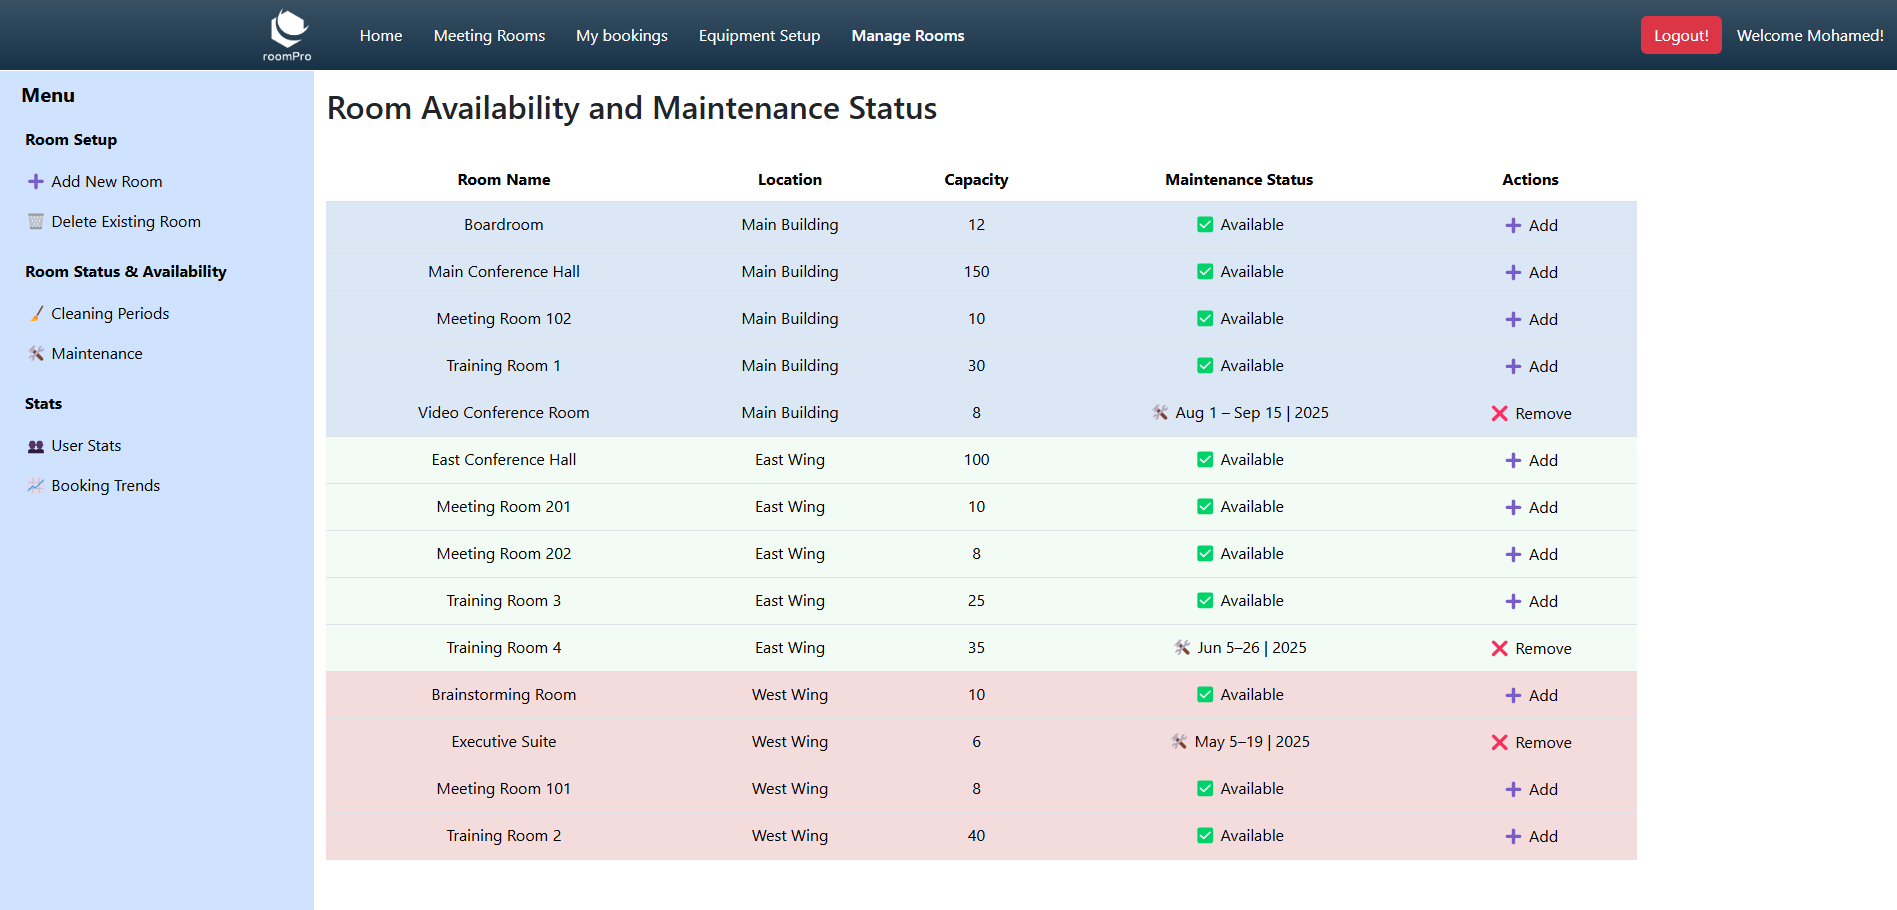 roomPro
Home Meeting Rooms My bookings Equipment Setup Manage Rooms Logout! Welcome Mohamed!
Menu
Room Setup
Add New Room
Delete Existing Room
Room Status & Availability
Cleaning Periods
Maintenance
Stats
User Stats
Booking Trends
Room Availability and Maintenance Status
Room Name Location Capacity Maintenance Status Actions
Boardroom Main Building 12 Available Add
Main Conference Hall Main Building 150 Available Add
Meeting Room 102 Main Building 10 Available Add
Training Room 1 Main Building 30 Available Add
Video Conference Room Main Building 8 Aug 1 – Sep 15 | 2025 Remove
East Conference Hall East Wing 100 Available Add
Meeting Room 201 East Wing 10 Available Add
Meeting Room 202 East Wing 8 Available Add
Training Room 3 East Wing 25 Available Add
Training Room 4 East Wing 35 Jun 5–26 | 2025 Remove
Brainstorming Room West Wing 10 Available Add
Executive Suite West Wing 6 May 5–19 | 2025 Remove
Meeting Room 101 West Wing 8 Available Add
Training Room 2 West Wing 40 Available Add